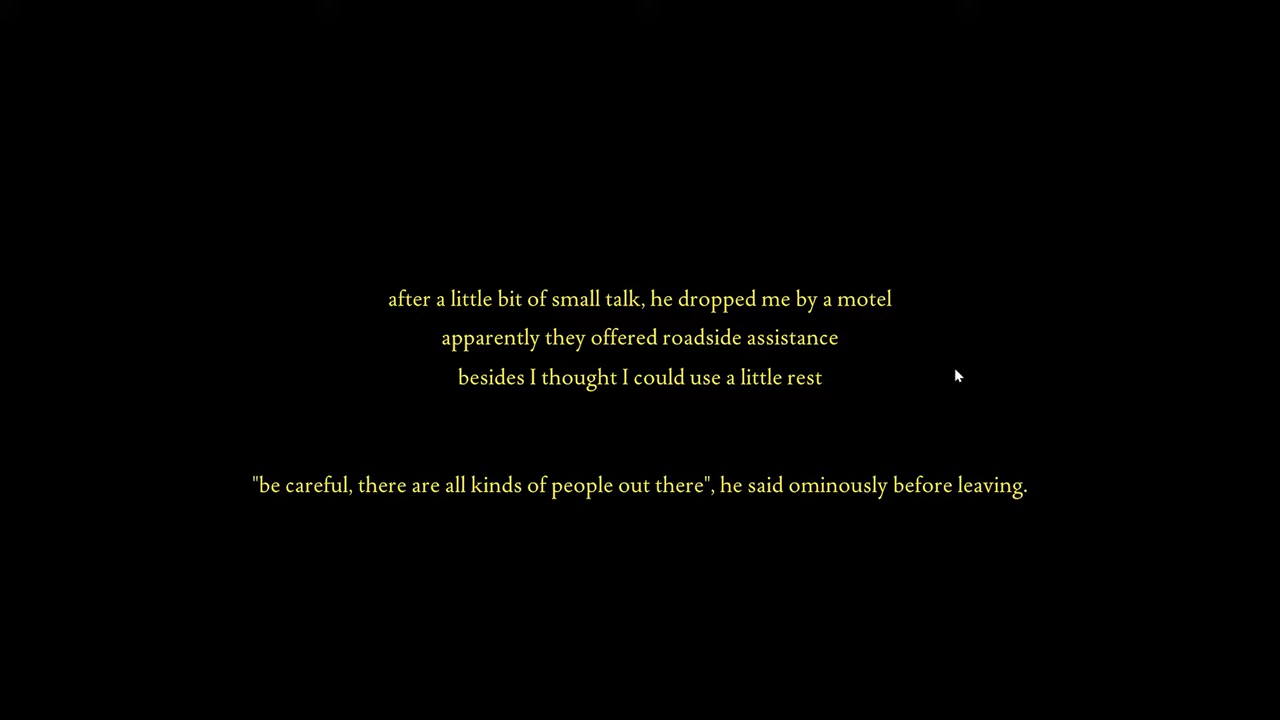 after a little bit of small talk, he dropped me by a motel
apparently they offered roadside assistance
besides I thought I could use a little rest
"be careful, there are all kinds of people out there", he said ominously before leaving.